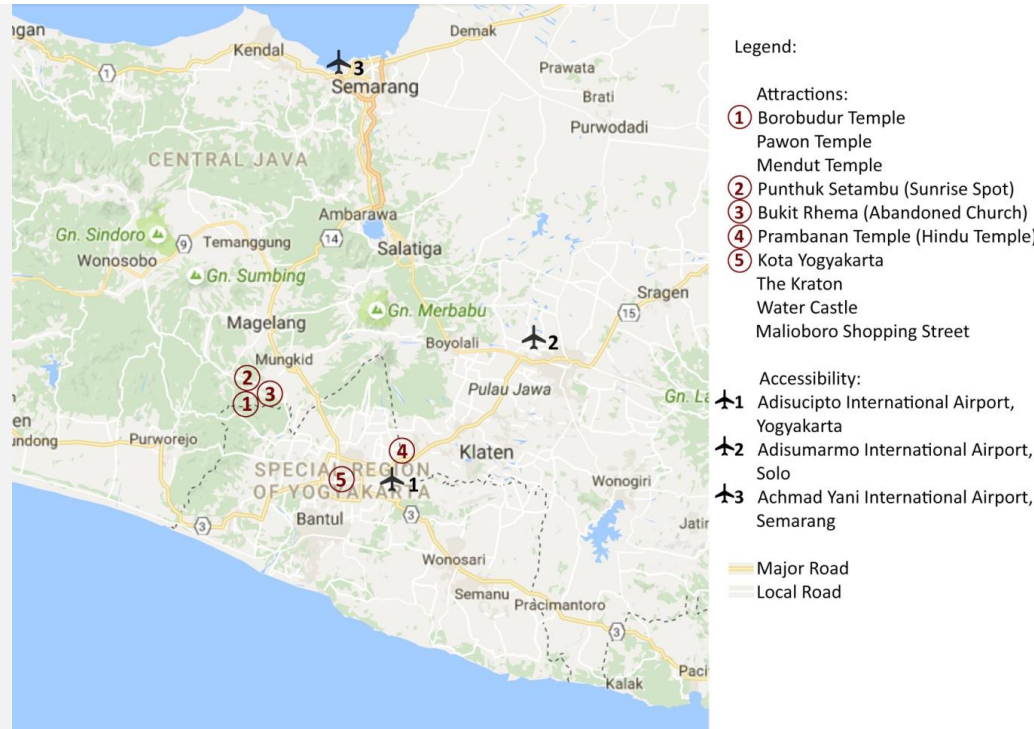 ngan
Kendal
Demak
3
Semarang
1
Prawata
Brati
Purwodadi
CENTRAL JAVA
Ambarawa
Gn. Sindoro
9
Temanggung
14
Salatiga
Wonosobo
Gn. Sumbing
Sragen
Gn. Merbabu
15
Magelang
Boyolali
2
Mungkid
Pulau Jawa
2
3
1
Gn. La
en
undong
Purworejo
4
Klaten
SPECIAL REGION
OF YOGYAKARTA
5
1
Wonogiri
3
Bantul
3
Jatir
Wonosari
Semanu
Pracimantoro
3
Paci
Kalak
Legend:
Attractions:
1 Borobudur Temple
Pawon Temple
Mendut Temple
2 Punthuk Setambu (Sunrise Spot)
3 Bukit Rhema (Abandoned Church)
4 Prambanan Temple (Hindu Temple)
5 Kota Yogyakarta
The Kraton
Water Castle
Malioboro Shopping Street
Accessibility:
1 Adisucipto International Airport,
Yogyakarta
2 Adisumarmo International Airport,
Solo
3 Achmad Yani International Airport,
Semarang
Major Road
Local Road